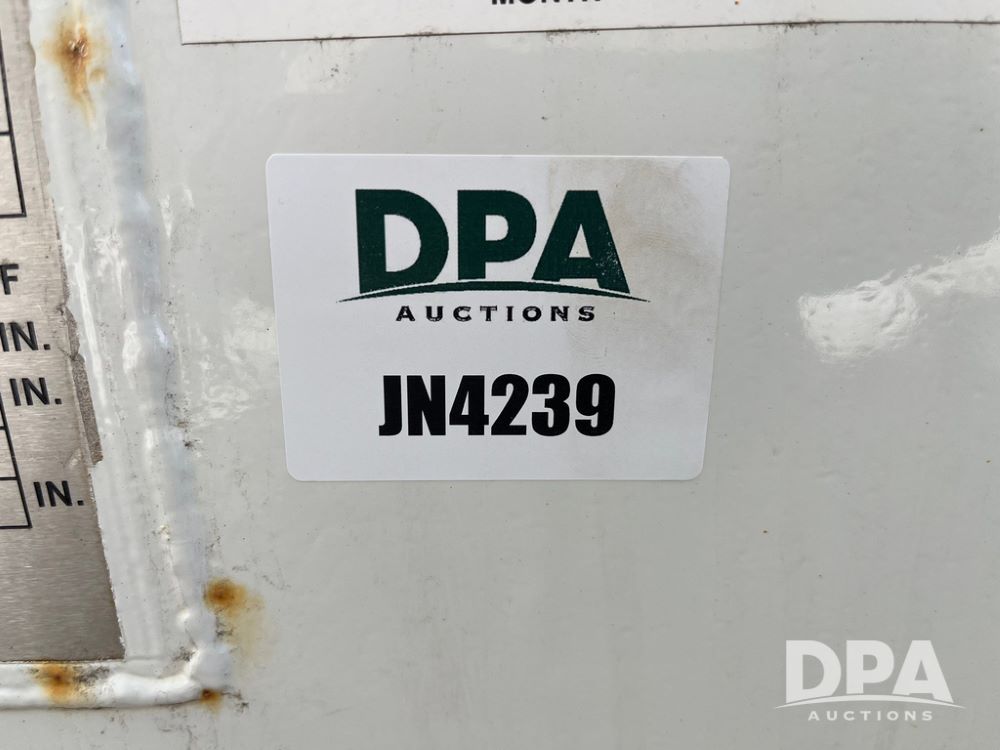 F
IN.
IN.
IN.
DPA
AUCTIONS
JN4239
DPA
AUCTIONS